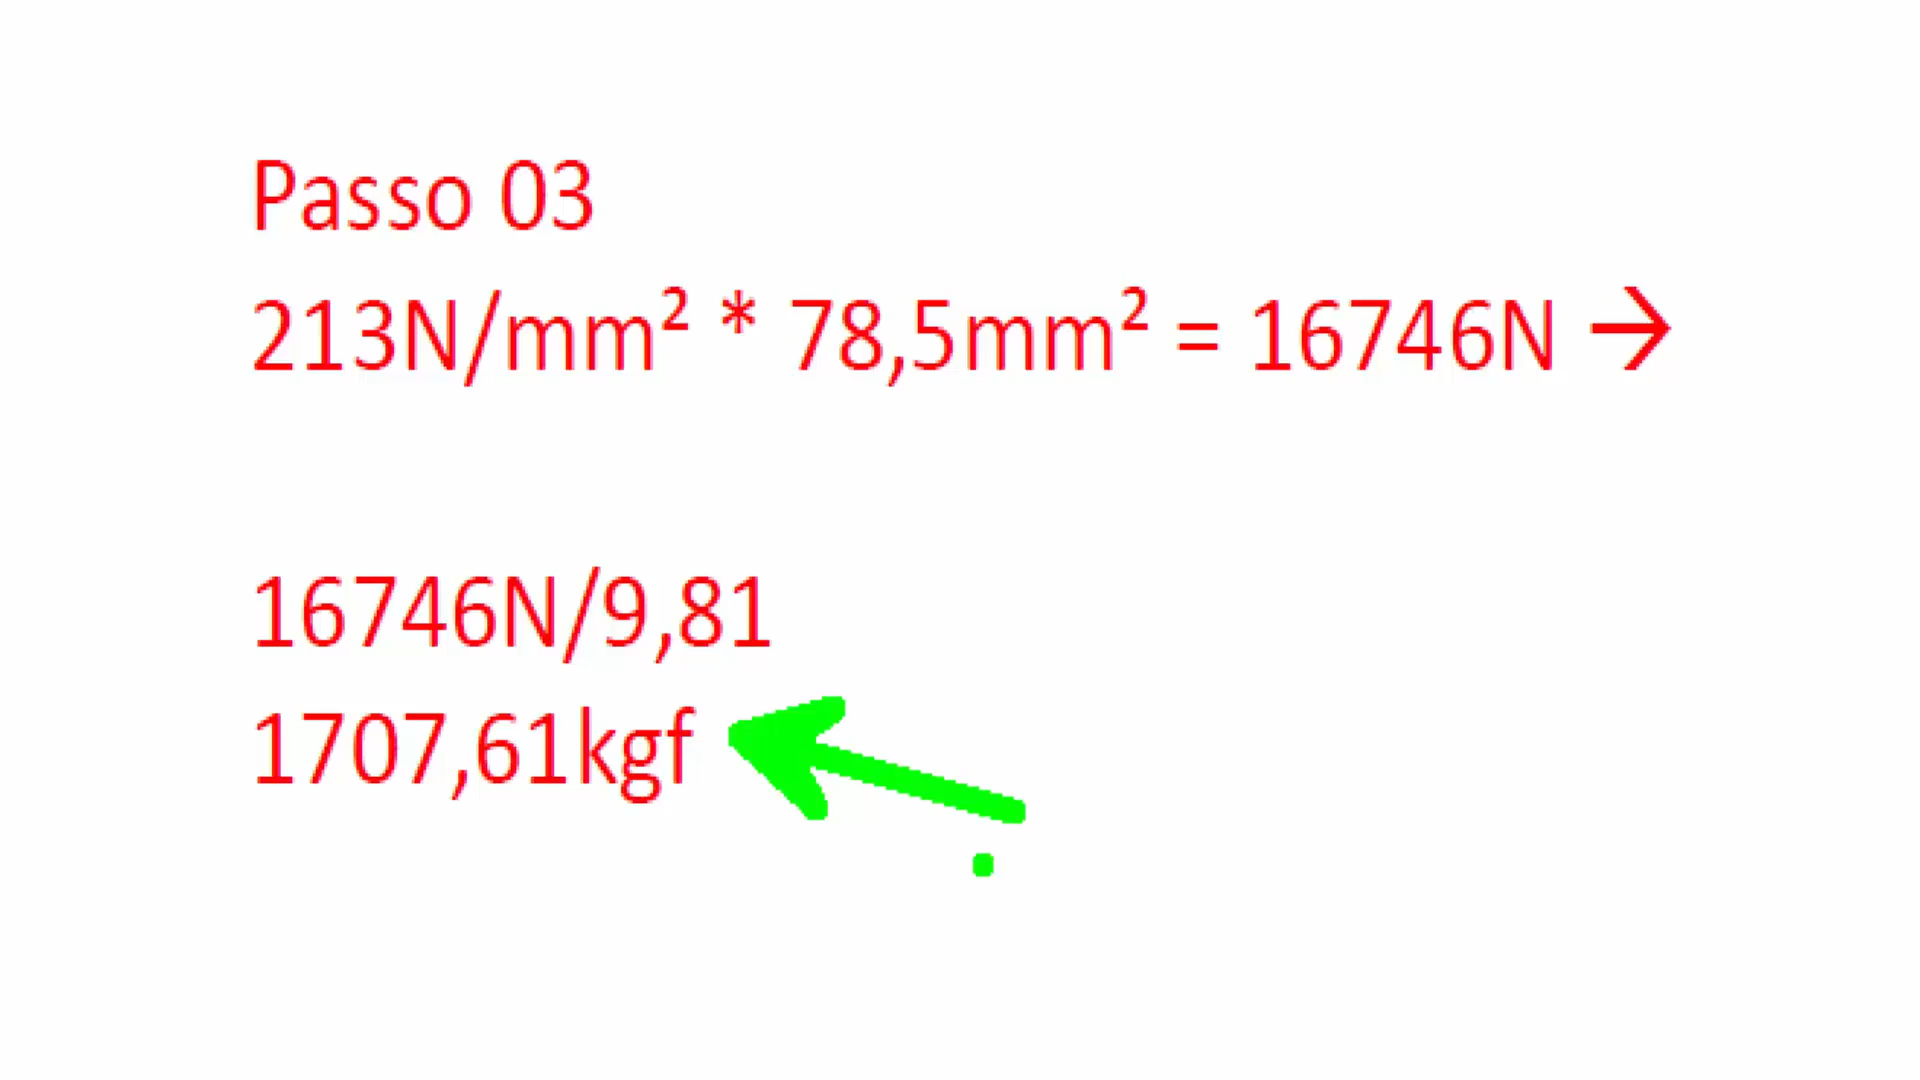 Passo 03
213N/mm² * 78,5mm² = 16746N →
16746N/9,81
1707,61kgf